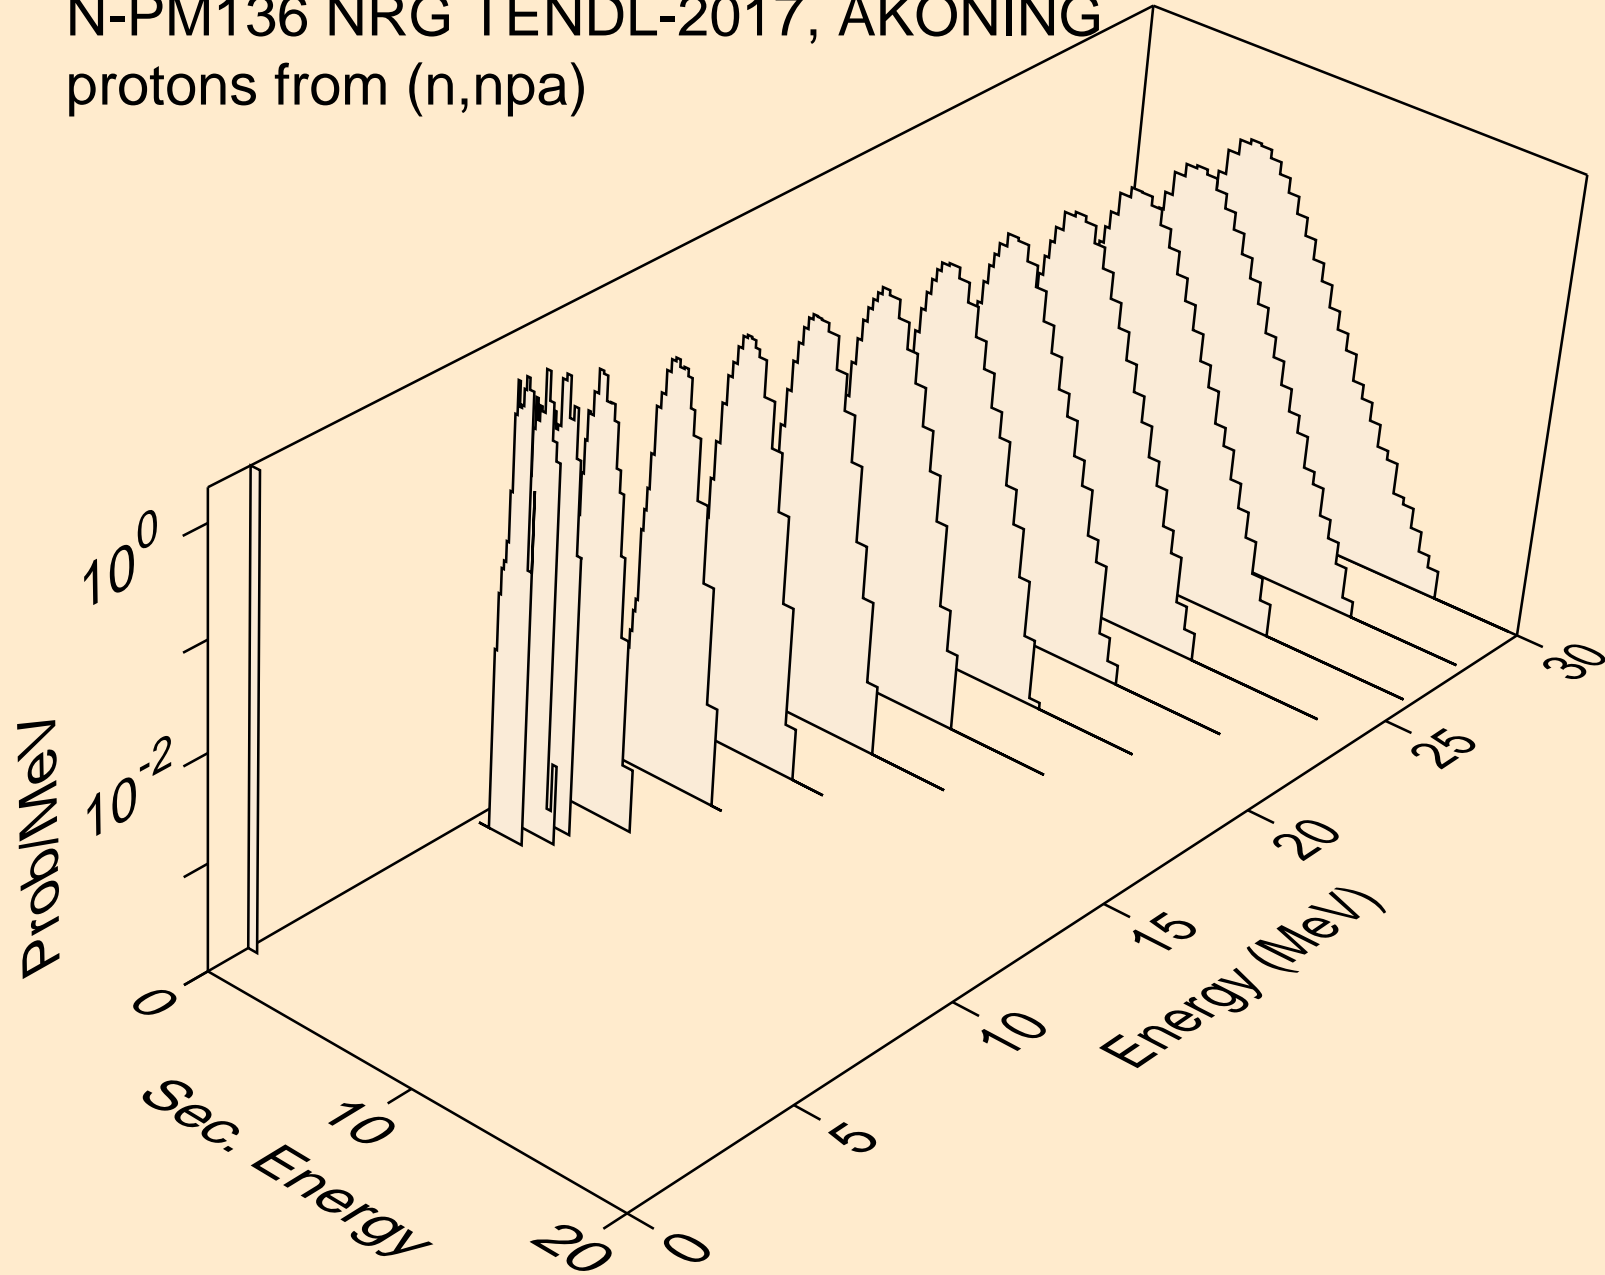 N-PM136 NRG TENDL-2017, AKONING
protons from (n,npa)
10^0
10^-2
Prob/MeV
0
10
20
Sec. Energy
0
5
10
15
20
25
30
Energy (MeV)